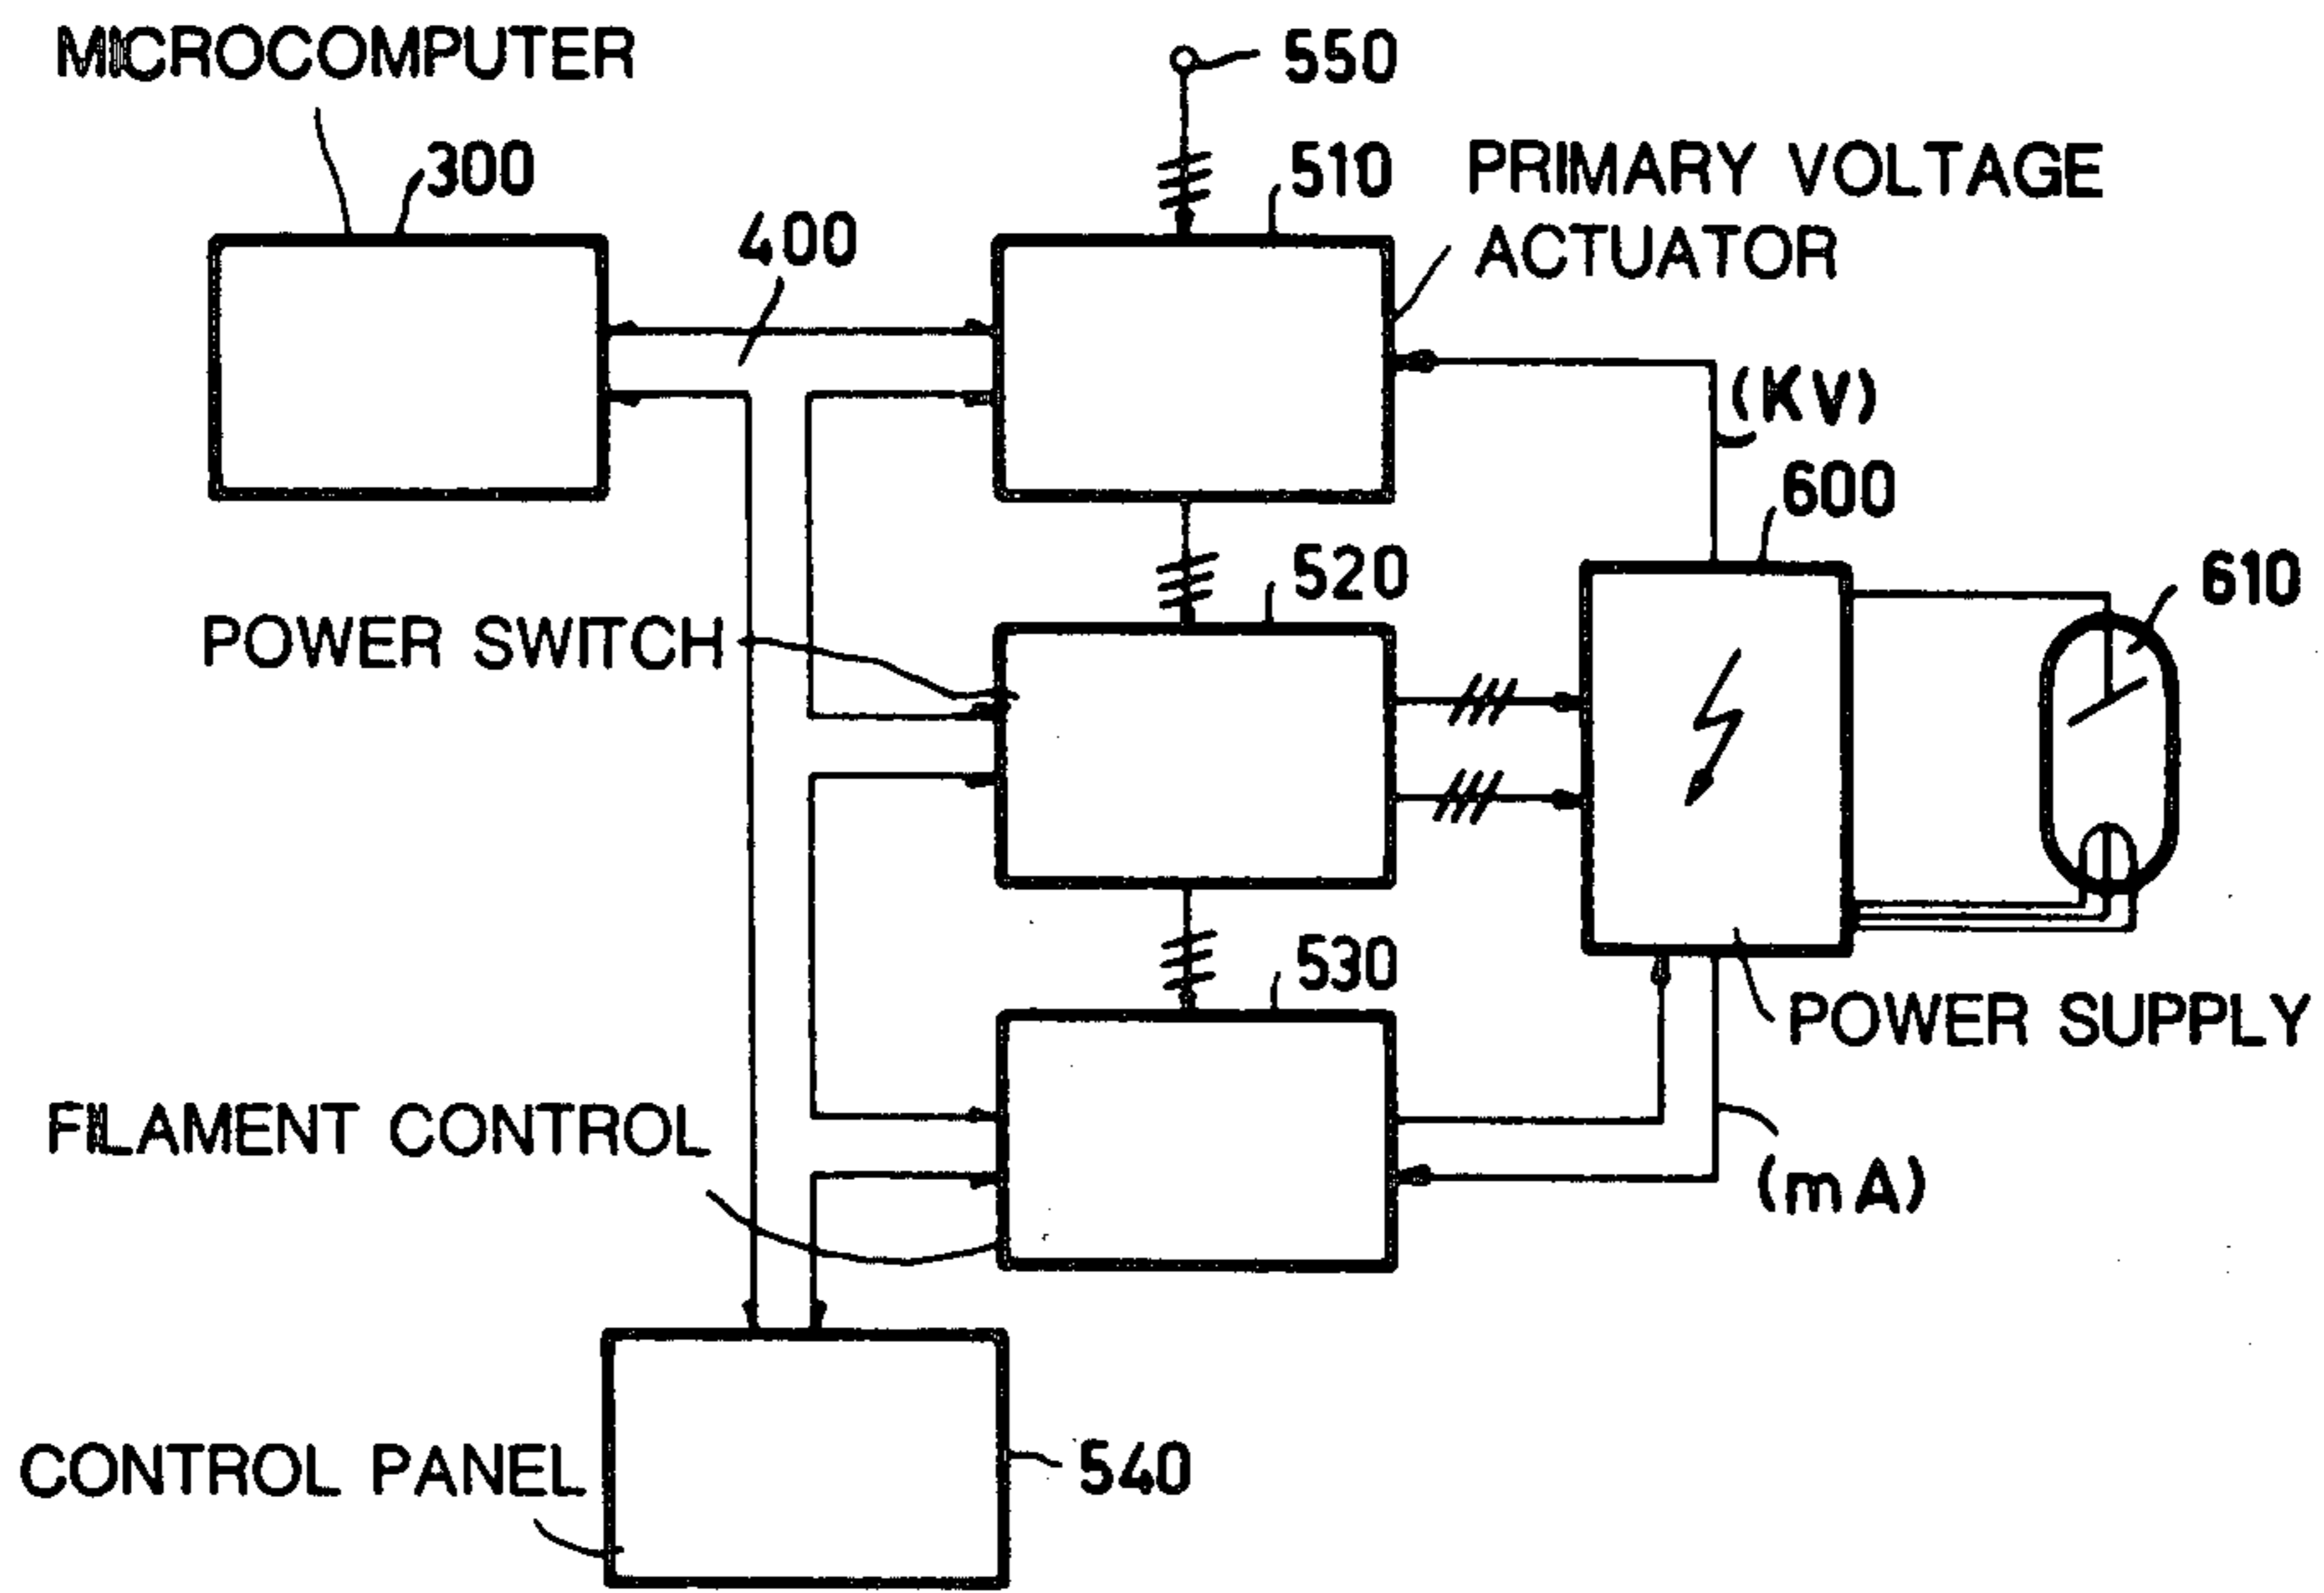 MICROCOMPUTER
550
300
510
PRIMARY VOLTAGE
ACTUATOR
400
(KV)
600
520
610
POWER SWITCH
530
POWER SUPPLY
FILAMENT CONTROL
(mA)
CONTROL PANEL
540